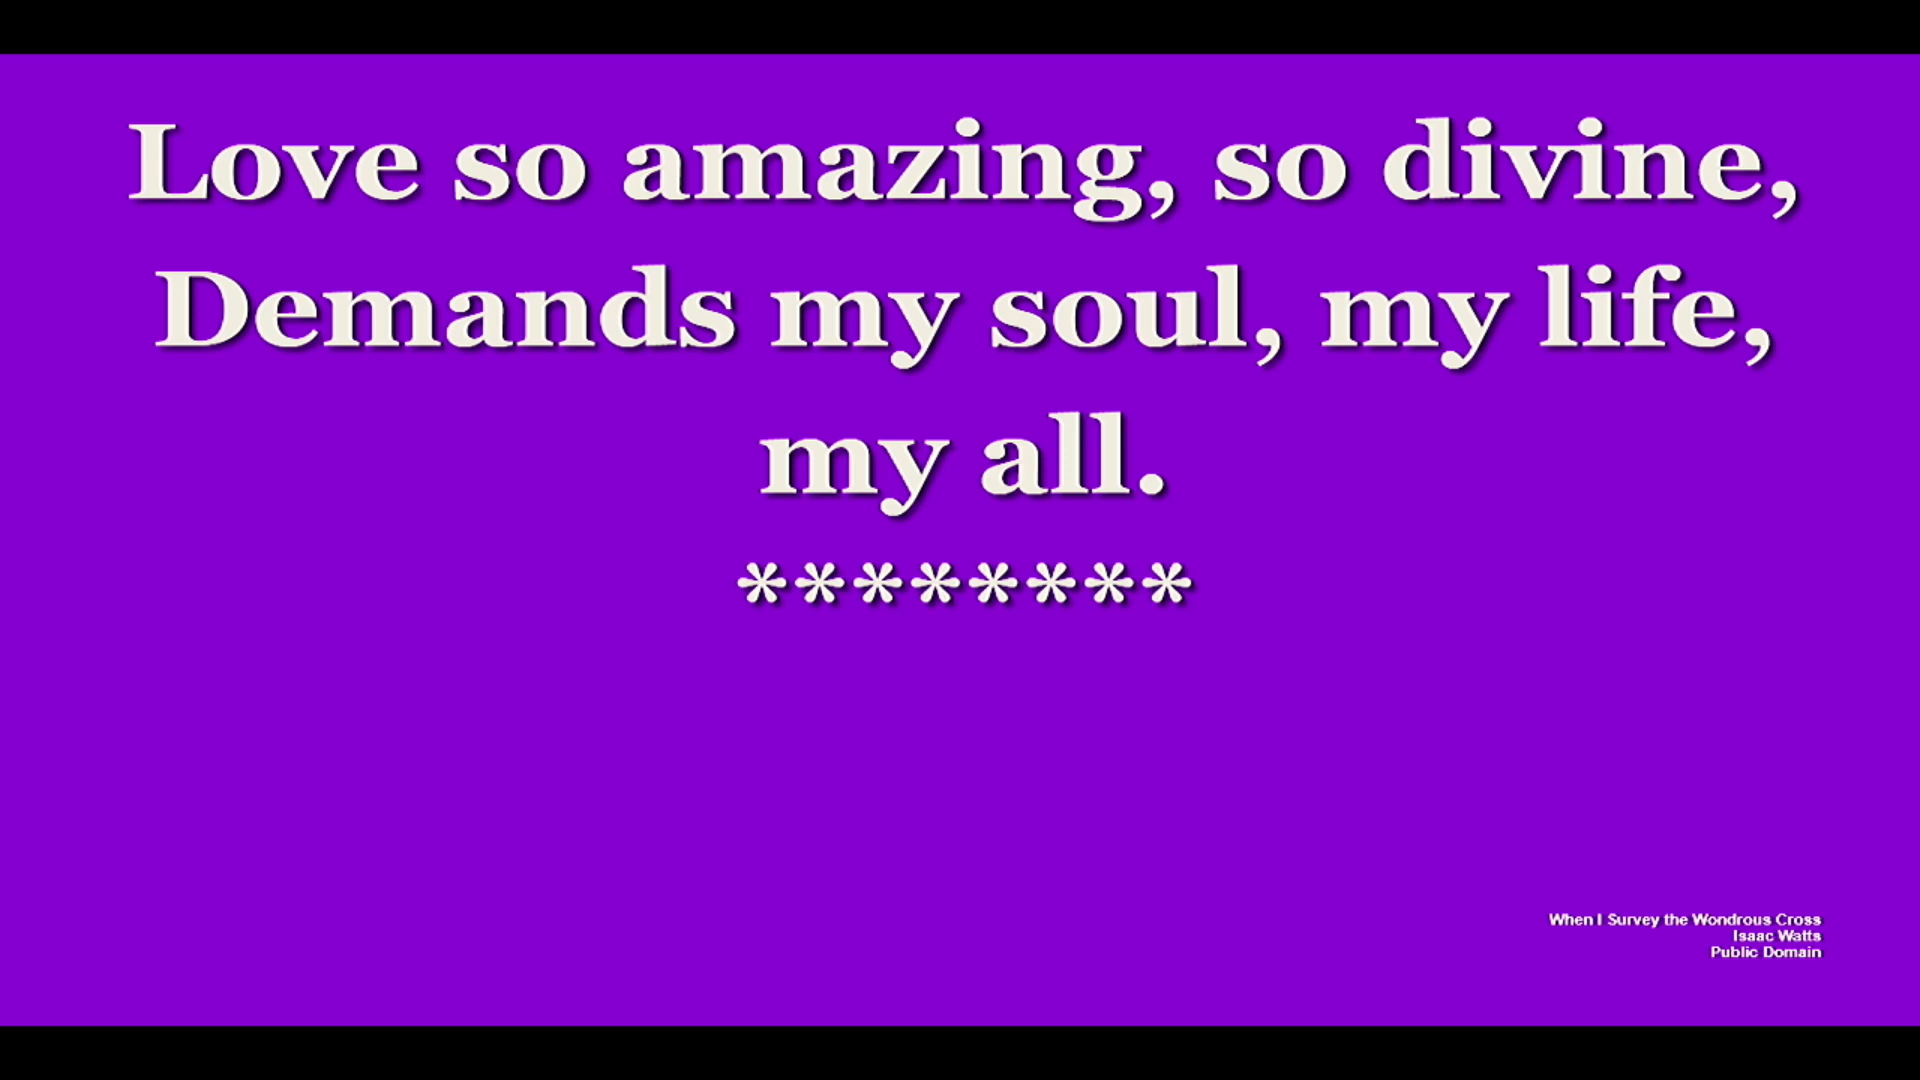 Love so amazing, so divine,
Demands my soul, my life,
my all.
********
When I Survey the Wondrous Cross
Isaac Watts
Public Domain